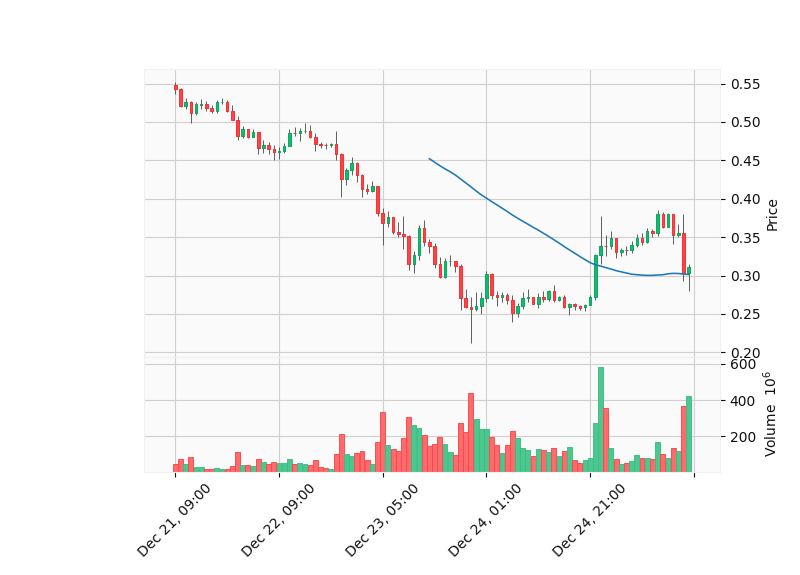 0.55
0.50
0.45
0.40
0.35
0.30
0.25
0.20
Price
600
400
200
Volume 10^6
Dec 21, 09:00
Dec 22, 09:00
Dec 23, 05:00
Dec 24, 01:00
Dec 24, 21:00